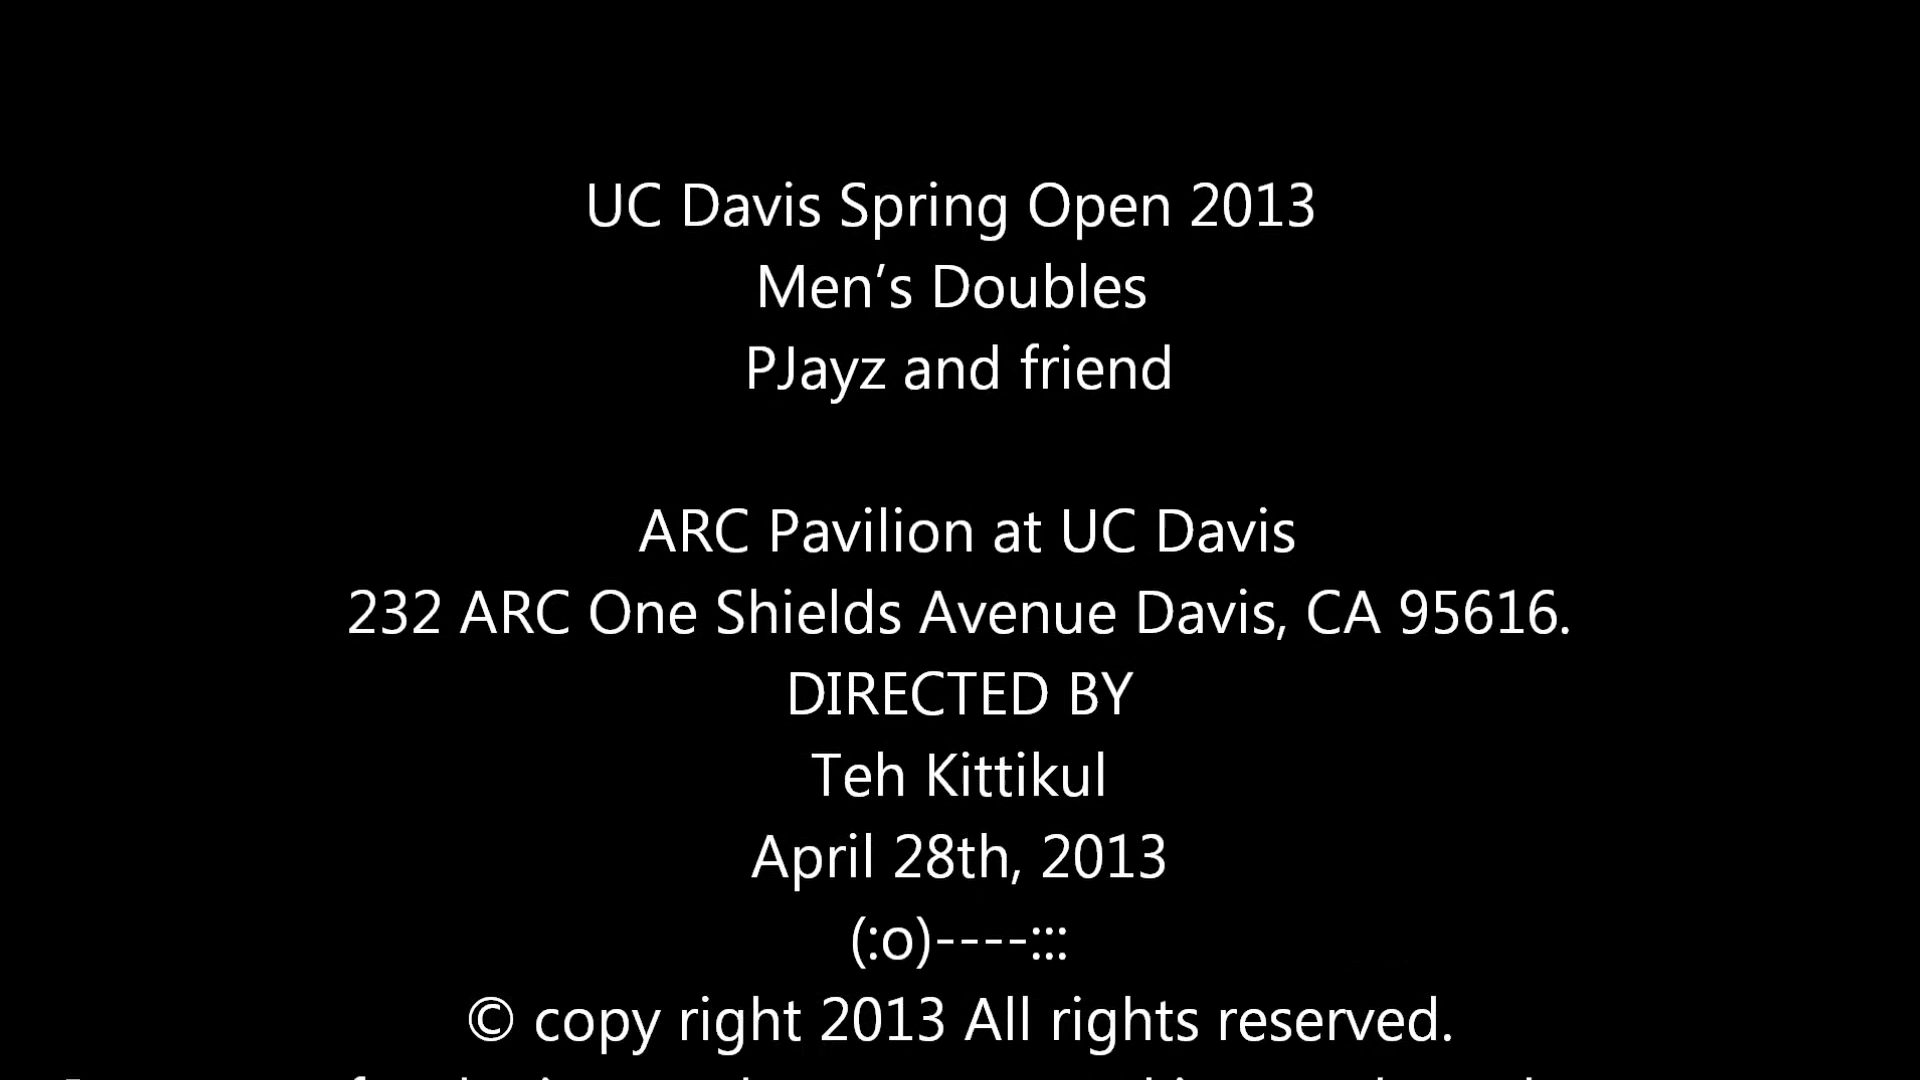 UC Davis Spring Open 2013
Men’s Doubles
PJayz and friend
ARC Pavilion at UC Davis
232 ARC One Shields Avenue Davis, CA 95616.
DIRECTED BY
Teh Kittikul
April 28th, 2013
(:o)----:::
© copy right 2013 All rights reserved.